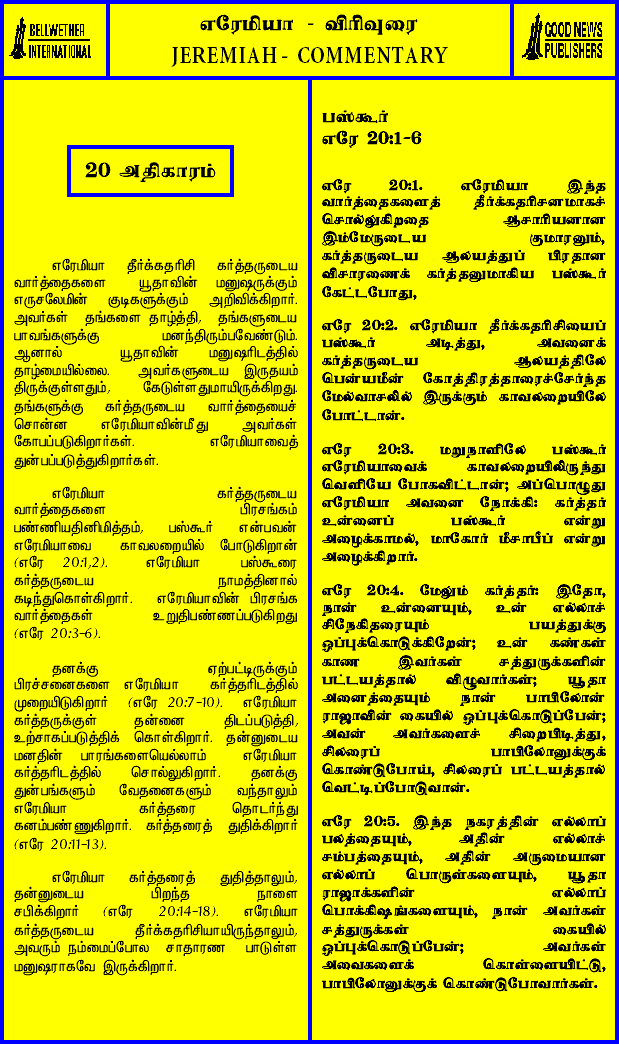 BELLWETHER
INTERNATIONAL
எரேமியா - விரிவுரை
JEREMIAH - COMMENTARY
GOOD NEWS
PUBLISHERS
20 அதிகாரம்
எரேமியா தீர்க்கதரிசி கர்த்தருடைய
வார்த்தைகளை யூதாவின் மனுஷருக்கும்
எருசலேமின் குடிகளுக்கும் அறிவிக்கிறார்.
அவர்கள் தங்களை தாழ்த்தி, தங்களுடைய
பாவங்களுக்கு மனந்திரும்பவேண்டும்.
ஆனால் யூதாவின் மனுஷரிடத்தில்
தாழ்மையில்லை. அவர்களுடைய இருதயம்
திருக்குள்ளதும், கேடுள்ளதுமாயிருக்கிறது.
தங்களுக்கு கர்த்தருடைய வார்த்தையைச்
சொன்ன எரேமியாவின்மீது அவர்கள்
கோபப்படுகிறார்கள். எரேமியாவைத்
துன்பப்படுத்துகிறார்கள்.
எரேமியா கர்த்தருடைய
வார்த்தைகளை பிரசங்கம்
பண்ணியதினிமித்தம், பஸ்கூர் என்பவன்
எரேமியாவை காவலறையில் போடுகிறான்
(எரே 20:1,2). எரேமியா பஸ்கூரை
கர்த்தருடைய நாமத்தினால்
கடிந்துகொள்கிறார். எரேமியாவின் பிரசங்க
வார்த்தைகள் உறுதிபண்ணப்படுகிறது
(எரே 20:3-6).
தனக்கு ஏற்பட்டிருக்கும்
பிரச்சனைகளை எரேமியா கர்த்தரிடத்தில்
முறையிடுகிறார் (எரே 20:7-10). எரேமியா
கர்த்தருக்குள் தன்னை திடப்படுத்தி,
உற்சாகப்படுத்திக் கொள்கிறார். தன்னுடைய
மனதின் பாரங்களையெல்லாம் எரேமியா
கர்த்தரிடத்தில் சொல்லுகிறார். தனக்கு
துன்பங்களும் வேதனைகளும் வந்தாலும்
எரேமியா கர்த்தரை தொடர்ந்து
கனம்பண்ணுகிறார். கர்த்தரைத் துதிக்கிறார்
(எரே 20:11-13).
எரேமியா கர்த்தரைத் துதித்தாலும்,
தன்னுடைய பிறந்த நாளை
சபிக்கிறார் (எரே 20:14-18). எரேமியா
கர்த்தருடைய தீர்க்கதரிசியாயிருந்தாலும்,
அவரும் நம்மைப்போல சாதாரண பாடுள்ள
மனுஷராகவே இருக்கிறார்.
பஸ்கூர்
எரே 20:1-6
எரே 20:1. எரேமியா இந்த
வார்த்தைகளைத் தீர்க்கதரிசனமாகச்
சொல்லுகிறதை ஆசாரியனான
இம்மேருடைய குமாரனும்,
கர்த்தருடைய ஆலயத்துப் பிரதான
விசாரணைக் கர்த்தனுமாகிய பஸ்கூர்
கேட்டபோது,
எரே 20:2. எரேமியா தீர்க்கதரிசியைப்
பஸ்கூர் அடித்து, அவனைக்
கர்த்தருடைய ஆலயத்திலே
பென்யமீன் கோத்திரத்தாரைச்சேர்ந்த
மேல்வாசலில் இருக்கும் காவலறையிலே
போட்டான்.
எரே 20:3. மறுநாளிலே பஸ்கூர்
எரேமியாவைக் காவலறையிலிருந்து
வெளியே போகவிட்டான்; அப்பொழுது
எரேமியா அவனை நோக்கி: கர்த்தர்
உன்னைப் பஸ்கூர் என்று
அழைக்காமல், மாகோர் மீசாபீப் என்று
அழைக்கிறார்.
எரே 20:4. மேலும் கர்த்தர்: இதோ,
நான் உன்னையும், உன் எல்லாச்
சிநேகிதரையும் பயத்துக்கு
ஒப்புக்கொடுக்கிறேன்; உன் கண்கள்
காண இவர்கள் சத்துருக்களின்
பட்டயத்தால் விழுவார்கள்; யூதா
அனைத்தையும் நான் பாபிலோன்
ராஜாவின் கையில் ஒப்புக்கொடுப்பேன்;
அவன் அவர்களைச் சிறைபிடித்து,
சிலரைப் பாபிலோனுக்குக்
கொண்டுபோய், சிலரைப் பட்டயத்தால்
வெட்டிப்போடுவான்.
எரே 20:5. இந்த நகரத்தின் எல்லாப்
பலத்தையும், அதின் எல்லாச்
சம்பத்தையும், அதின் அருமையான
எல்லாப் பொருள்களையும், யூதா
ராஜாக்களின் எல்லாப்
பொக்கிஷங்களையும், நான் அவர்கள்
சத்துருக்கள் கையில்
ஒப்புக்கொடுப்பேன்; அவர்கள்
அவைகளைக் கொள்ளையிட்டு,
பாபிலோனுக்குக் கொண்டுபோவார்கள்.